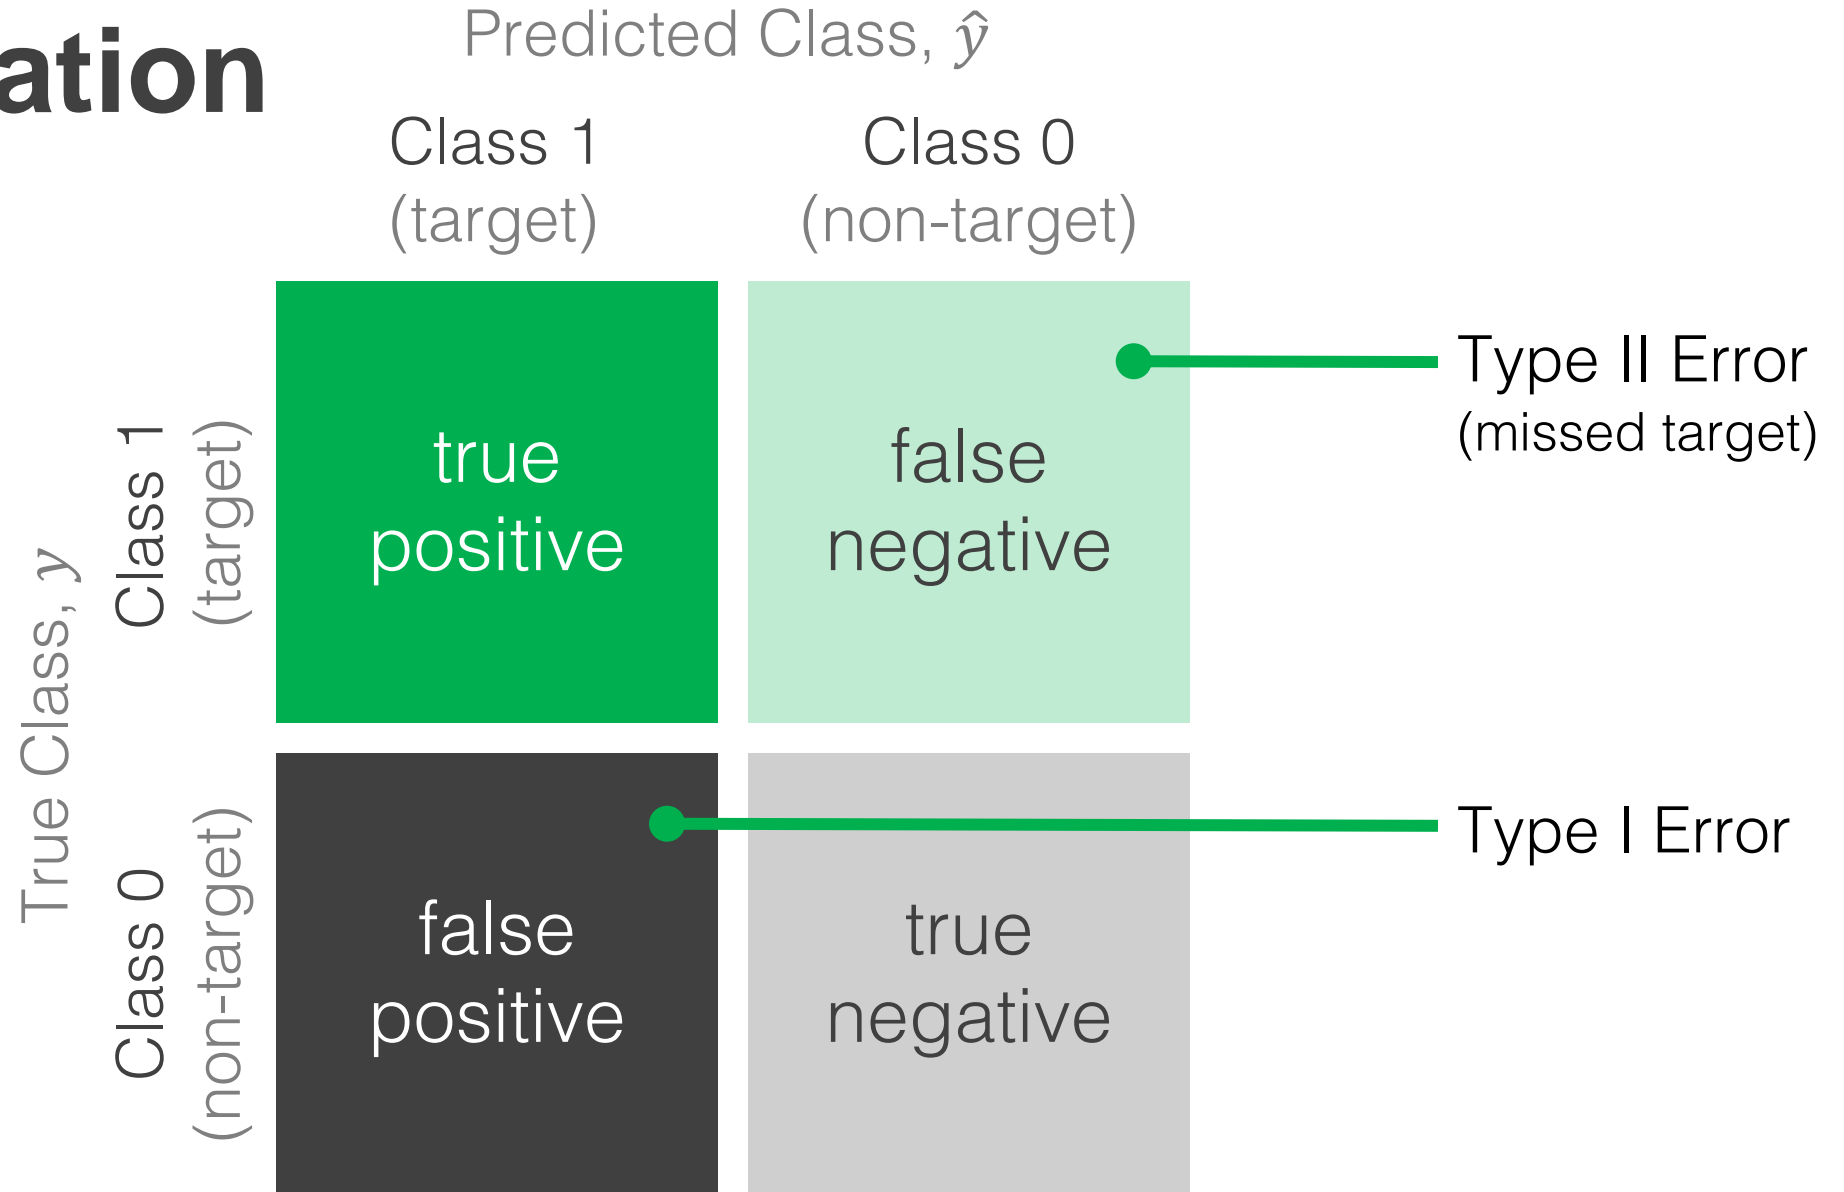 ation
Predicted Class, ŷ
Class 1
(target)
Class 0
(non-target)
True Class, y
Class 1
(target)
true
positive
false
negative
Type II Error
(missed target)
Class 0
(non-target)
false
positive
true
negative
Type I Error